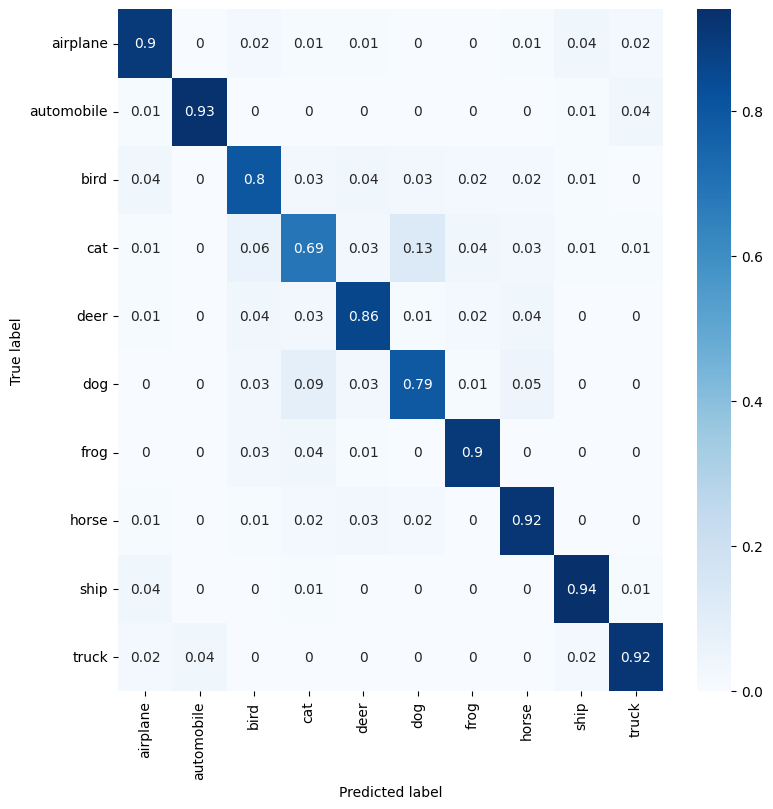 airplane 0.9 0 0.02 0.01 0.01 0 0 0.01 0.04 0.02
automobile 0.01 0.93 0 0 0 0 0 0 0.01 0.04
0.8
bird 0.04 0 0.8 0.03 0.04 0.03 0.02 0.02 0.01 0
cat 0.01 0 0.06 0.69 0.03 0.13 0.04 0.03 0.01 0.01
0.6
deer 0.01 0 0.04 0.03 0.86 0.01 0.02 0.04 0 0
True label
dog 0 0 0.03 0.09 0.03 0.79 0.01 0.05 0 0
0.4
frog 0 0 0.03 0.04 0.01 0 0.9 0 0 0
horse 0.01 0 0.01 0.02 0.03 0.02 0 0.92 0 0
0.2
ship 0.04 0 0 0.01 0 0 0 0 0.94 0.01
truck 0.02 0.04 0 0 0 0 0 0 0.02 0.92
0.0
airplane automobile bird cat deer dog frog horse ship truck
Predicted label